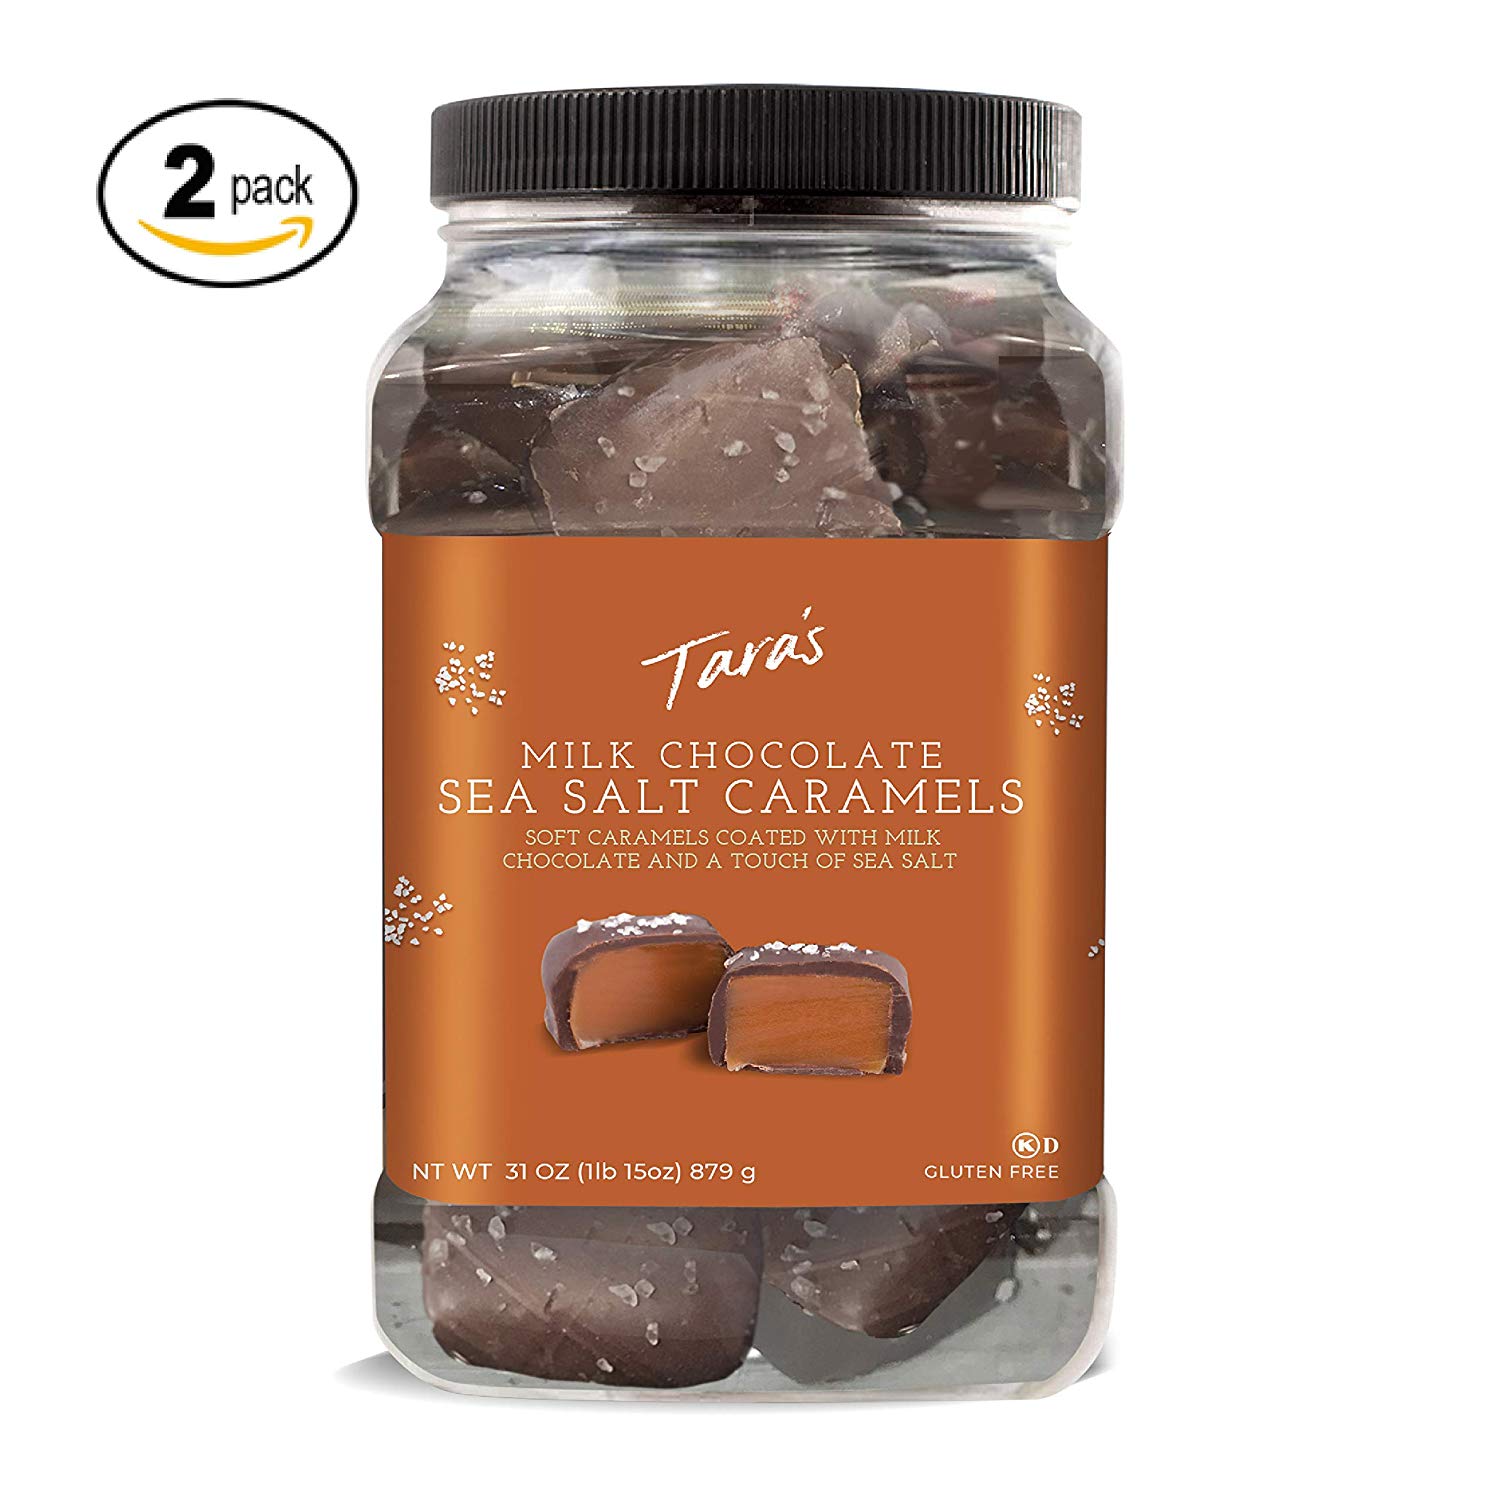 2 pack
Tara's
MILK CHOCOLATE
SEA SALT CARAMELS
SOFT CARAMELS COATED WITH MILK
CHOCOLATE AND A TOUCH OF SEA SALT
K D
NT WT 31 OZ (1lb 15oz) 879 g
GLUTEN FREE